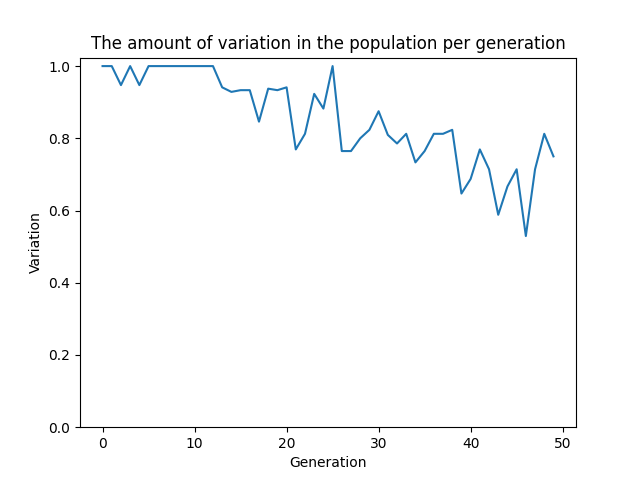 The amount of variation in the population per generation
1.0
0.8
0.6
0.4
0.2
0.0
Variation
0 10 20 30 40 50
Generation